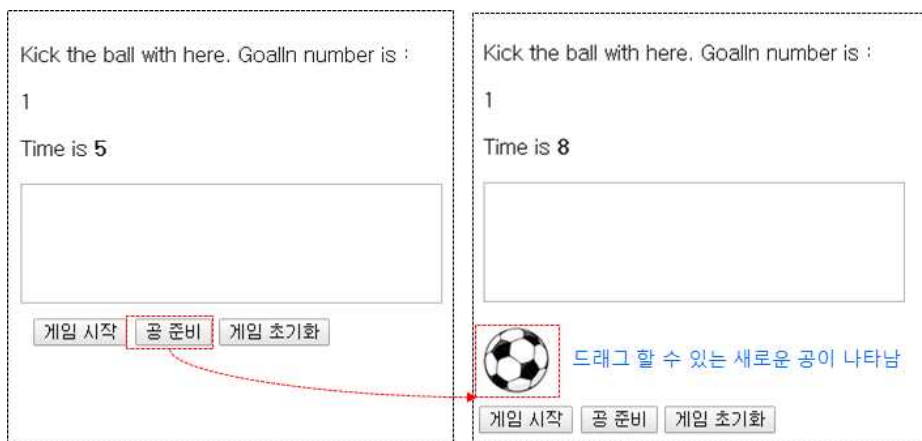 Kick the ball with here. GoalIn number is :
1
Time is 5
게임 시작 공 준비 게임 초기화
Kick the ball with here. GoalIn number is :
1
Time is 8
드래그 할 수 있는 새로운 공이 나타남
게임 시작 공 준비 게임 초기화